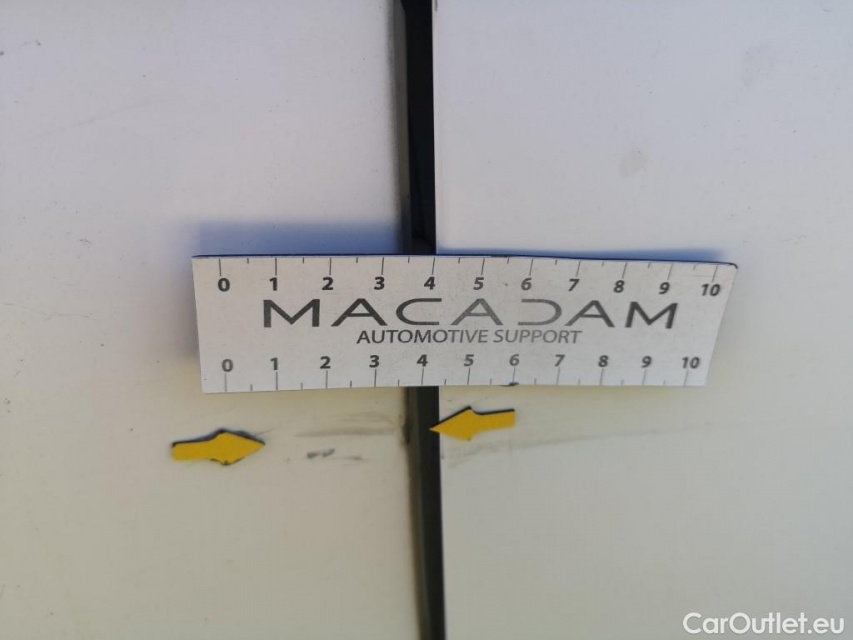 0 1 2 3 4 5 6 7 8 9 10
MACADAM
AUTOMOTIVE SUPPORT
0 1 2 3 4 5 6 7 8 9 10
CarOutlet.eu